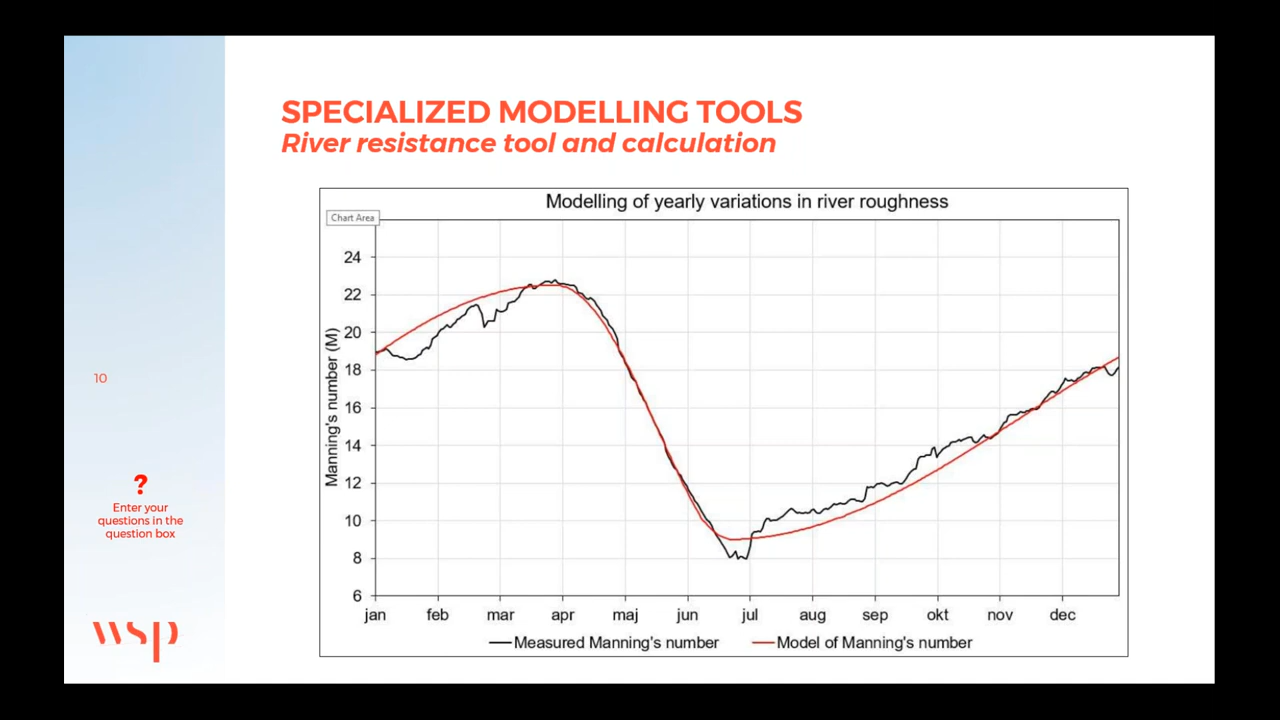 SPECIALIZED MODELLING TOOLS
River resistance tool and calculation
Modelling of yearly variations in river roughness
Chart Area
Manning's number (M)
24
22
20
18
16
14
12
10
8
6
jan feb mar apr maj jun jul aug sep okt nov dec
Measured Manning's number Model of Manning's number
10
?
Enter your
questions in the
question box
wsp